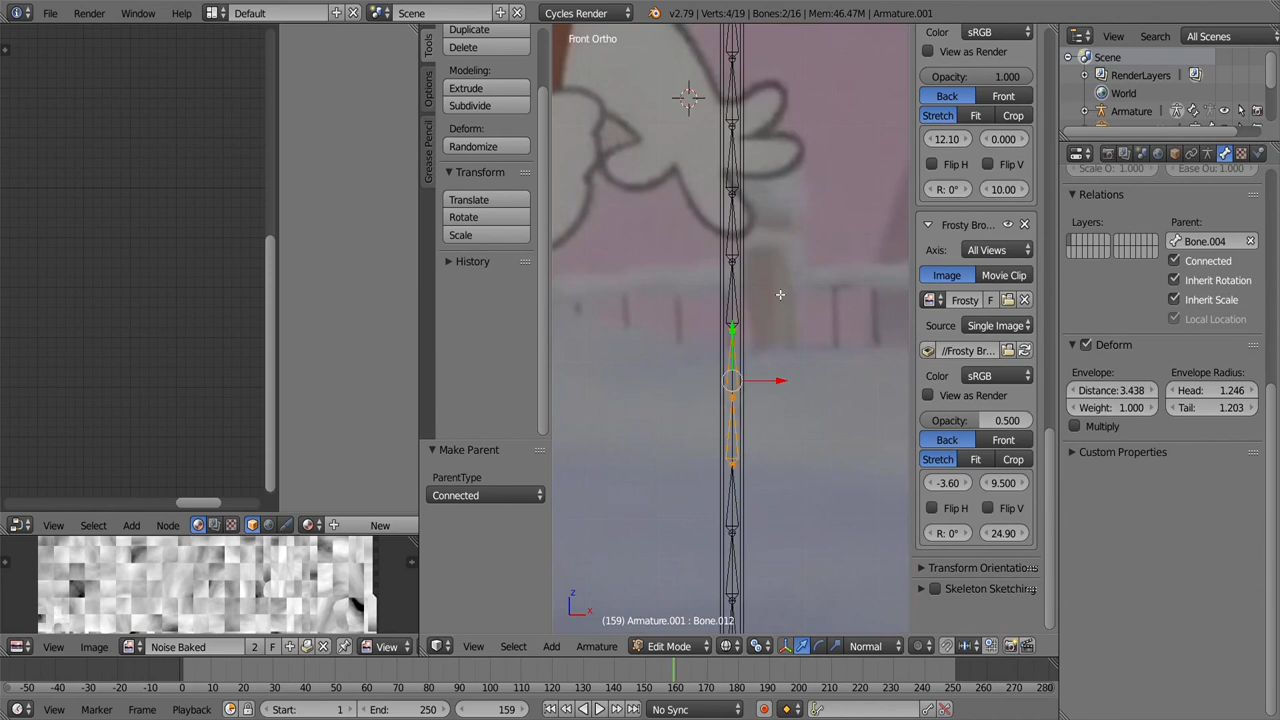 File Render Window Help Default Scene Cycles Render v2.79 | Verts:4/19 | Bones:2/16 | Mem:46.47M | Armature.001
Tools
Options
Grease Pencil
Duplicate
Delete
Modeling:
Extrude
Subdivide
Deform:
Randomize
Transform
Translate
Rotate
Scale
History
Make Parent
ParentType
Connected
Front Ortho
z
x
(159) Armature.001 : Bone.012
Color sRGB
View as Render
Opacity: 1.000
Back Front
Stretch Fit Crop
12.10 0.000
Flip H Flip V
R: 0° 10.00
Frosty Bro...
Axis: All Views
Image Movie Clip
Frosty F
Source Single Image
//Frosty Br...
Color sRGB
View as Render
Opacity: 0.500
Back Front
Stretch Fit Crop
-3.60 9.500
Flip H Flip V
R: 0° 24.90
Transform Orientatio
Skeleton Sketchin
View Search All Scenes
Scene
RenderLayers
World
Armature
Scale O: 1.000 Ease Ou: 1.000
Relations
Layers: Parent:
Bone.004
Connected
Inherit Rotation
Inherit Scale
Local Location
Deform
Envelope: Envelope Radius:
Distance: 3.438 Head: 1.246
Weight: 1.000 Tail: 1.203
Multiply
Custom Properties
View Select Add Node New
View Image Noise Baked 2 F View
View Select Add Armature Edit Mode Normal
-50 -40 -30 -20 -10 0 10 20 30 40 50 60 70 80 90 100 110 120 130 140 150 160 170 180 190 200 210 220 230 240 250 260 270 280
View Marker Frame Playback Start: 1 End: 250 159 No Sync